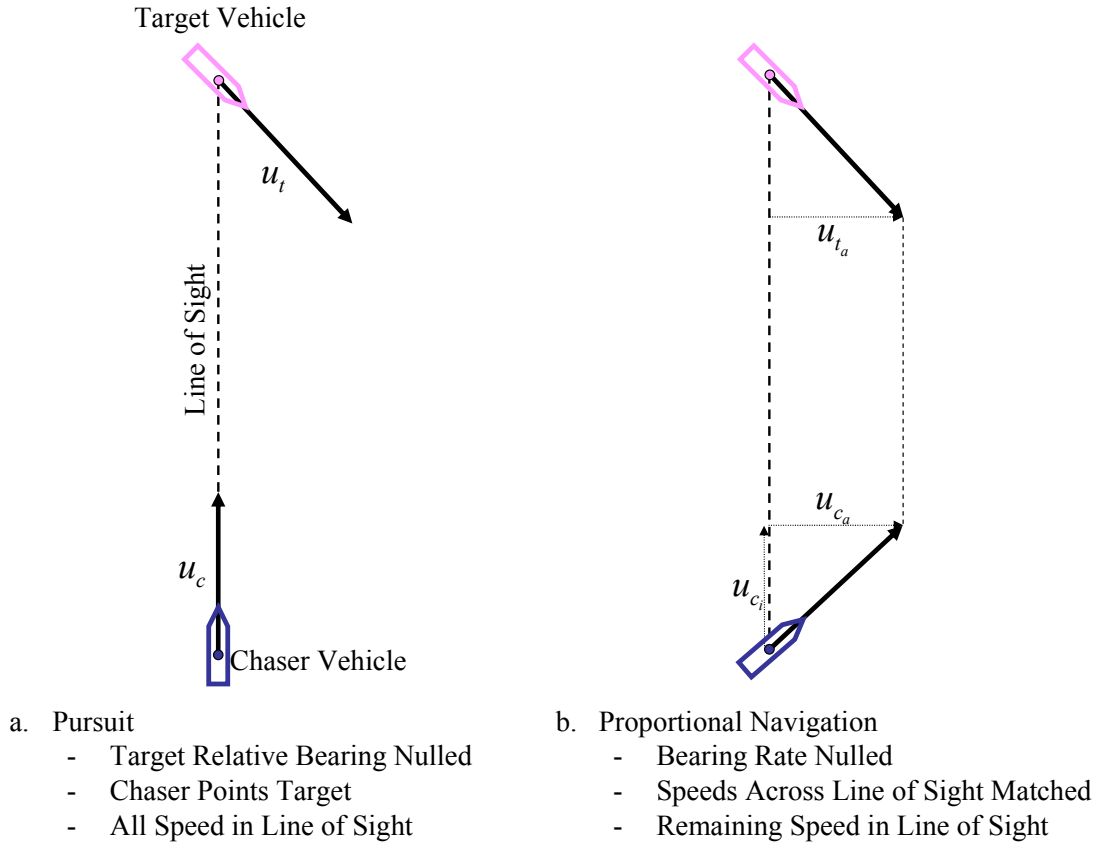 Target Vehicle
u_t
Line of Sight
u_c
Chaser Vehicle
u_{t_a}
u_{c_a}
u_{c_i}
a. Pursuit
- Target Relative Bearing Nulled
- Chaser Points Target
- All Speed in Line of Sight
b. Proportional Navigation
- Bearing Rate Nulled
- Speeds Across Line of Sight Matched
- Remaining Speed in Line of Sight